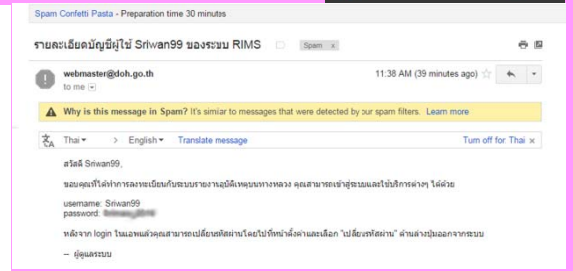 Spam Confetti Pasta - Preparation time 30 minutes
รายละเอียดบัญชีผู้ใช้ Sriwan99 ของระบบ RIMS Spam x
webmaster@doh.go.th 11:38 AM (39 minutes ago)
to me
Why is this message in Spam? It's similar to messages that were detected by our spam filters. Learn more
Thai > English Translate message Turn off for Thai x
สวัสดี Sriwan99,
ขอบคุณที่ได้ทำการลงทะเบียนกับระบบรายงานอุบัติเหตุบนทางหลวง คุณสามารถเข้าสู่ระบบและใช้บริการต่างๆ ได้ด้วย
username: Sriwan99
password:
หลังจาก login ในแอพแล้วคุณสามารถเปลี่ยนรหัสผ่านโดยไปที่หน้าตั้งค่าและเลือก "เปลี่ยนรหัสผ่าน" ด้านล่างปุ่มออกจากระบบ
-- ผู้ดูแลระบบ